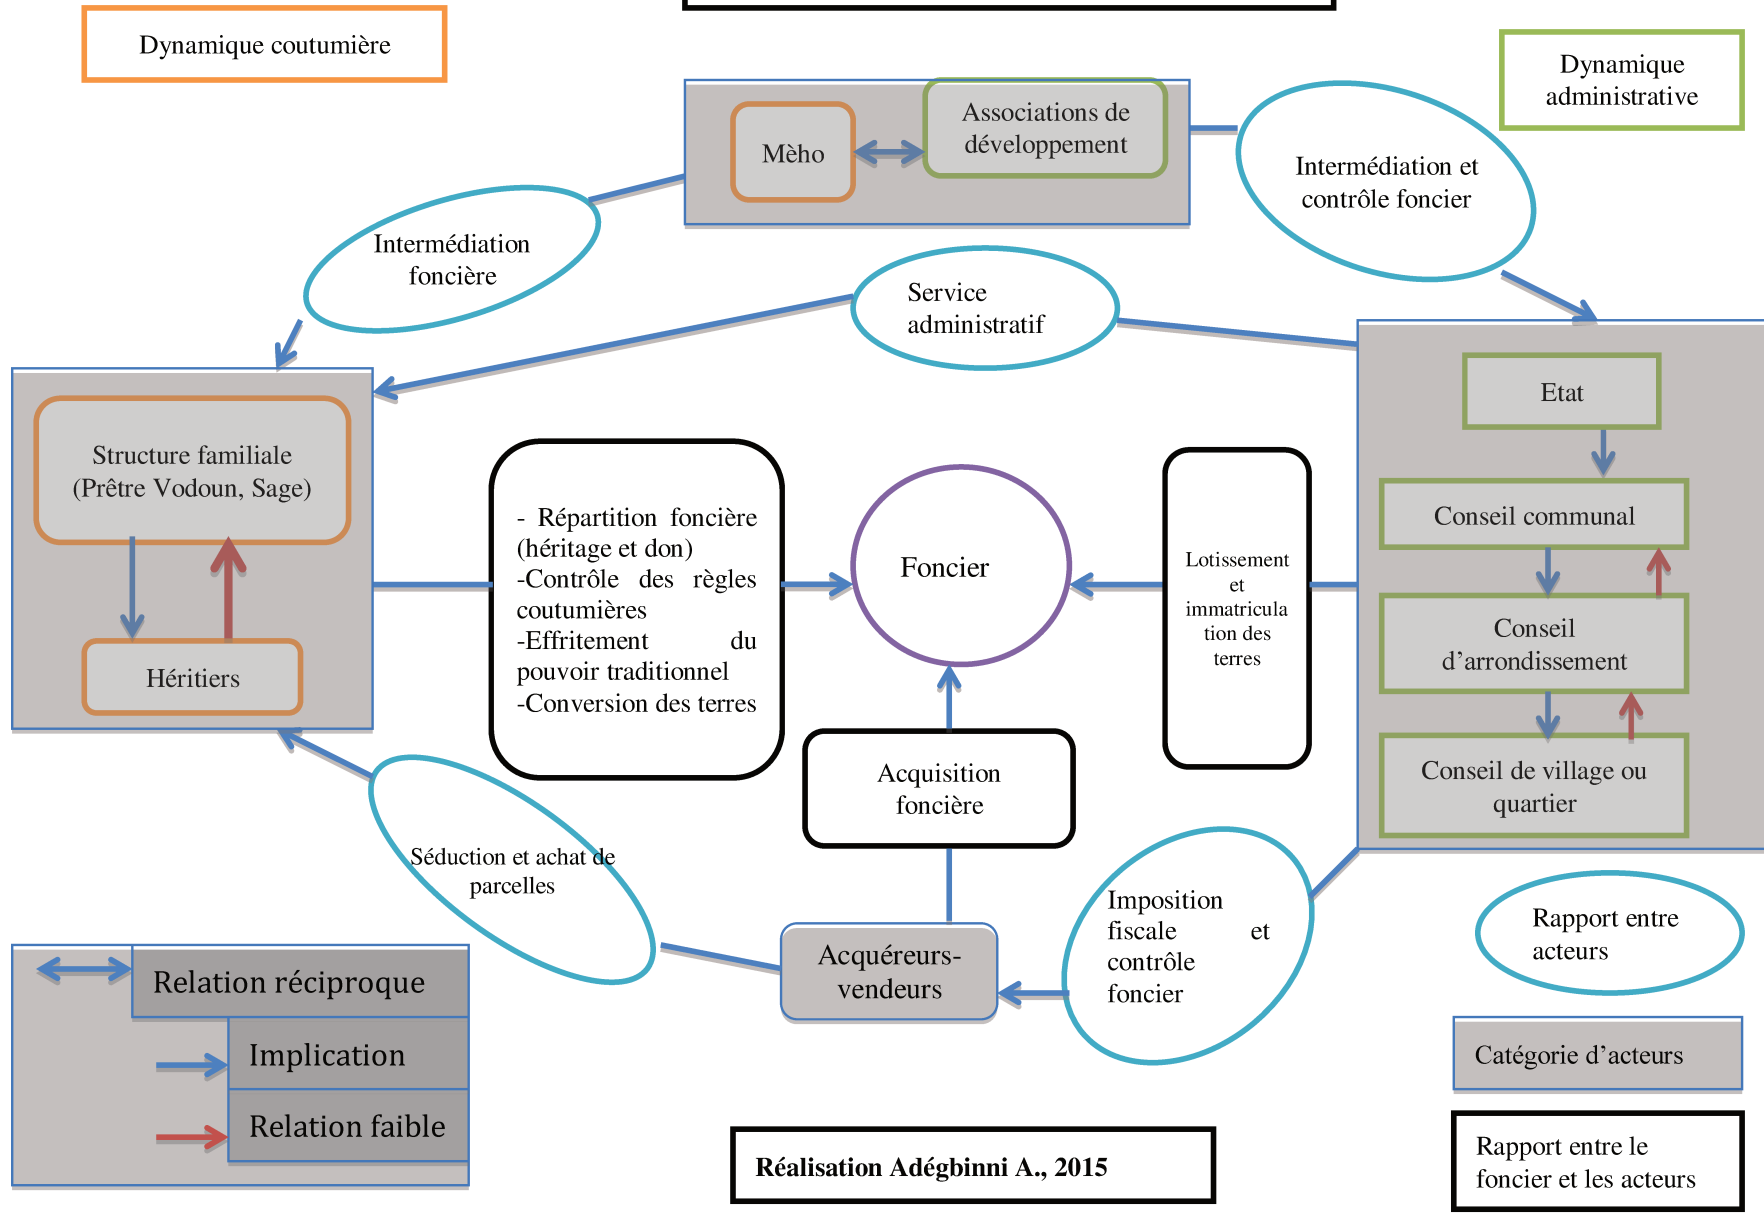 Dynamique coutumière
Dynamique
administrative
Mèho
Associations de
développement
Intermédiation et
contrôle foncier
Intermédiation
foncière
Service
administratif
Structure familiale
(Prêtre Vodoun, Sage)
Héritiers
- Répartition foncière
(héritage et don)
-Contrôle des règles
coutumières
-Effritement du
pouvoir traditionnel
-Conversion des terres
Foncier
Lotissement
et
immatricula
tion des
terres
Etat
Conseil communal
Conseil
d’arrondissement
Conseil de village ou
quartier
Acquisition
foncière
Séduction et achat de
parcelles
Acquéreurs-
vendeurs
Imposition
fiscale et
contrôle
foncier
Rapport entre
acteurs
Relation réciproque
Implication
Relation faible
Catégorie d’acteurs
Rapport entre le
foncier et les acteurs
Réalisation Adégbinni A., 2015